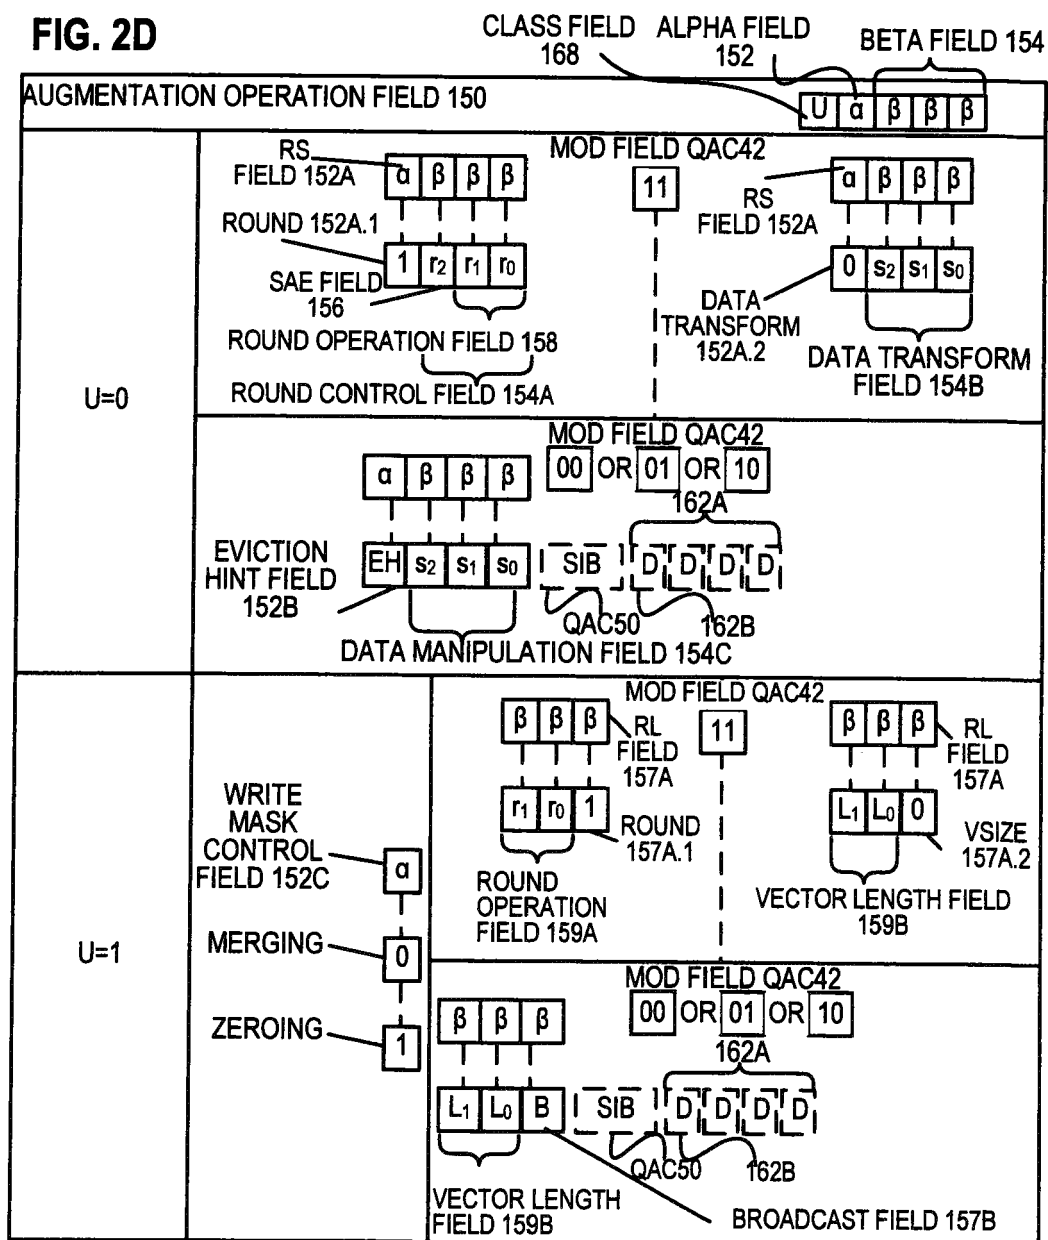 FIG. 2D
CLASS FIELD 168
ALPHA FIELD 152
BETA FIELD 154
AUGMENTATION OPERATION FIELD 150
U α β β β
U=0
RS FIELD 152A
α β β β
ROUND 152A.1
1 r2 r1 r0
SAE FIELD 156
ROUND OPERATION FIELD 158
ROUND CONTROL FIELD 154A
MOD FIELD QAC42
11
RS FIELD 152A
α β β β
0 s2 s1 s0
DATA TRANSFORM 152A.2
DATA TRANSFORM FIELD 154B
MOD FIELD QAC42
00 OR 01 OR 10
α β β β
162A
EVICTION HINT FIELD 152B
EH s2 s1 s0 SIB D D D D
QAC50
162B
DATA MANIPULATION FIELD 154C
U=1
WRITE MASK CONTROL FIELD 152C
α
MERGING
0
ZEROING
1
MOD FIELD QAC42
11
β β β
RL FIELD 157A
r1 r0 1
ROUND 157A.1
ROUND OPERATION FIELD 159A
β β β
RL FIELD 157A
L1 L0 0
VSIZE 157A.2
VECTOR LENGTH FIELD 159B
MOD FIELD QAC42
00 OR 01 OR 10
β β β
162A
L1 L0 B SIB D D D D
QAC50
162B
VECTOR LENGTH FIELD 159B
BROADCAST FIELD 157B